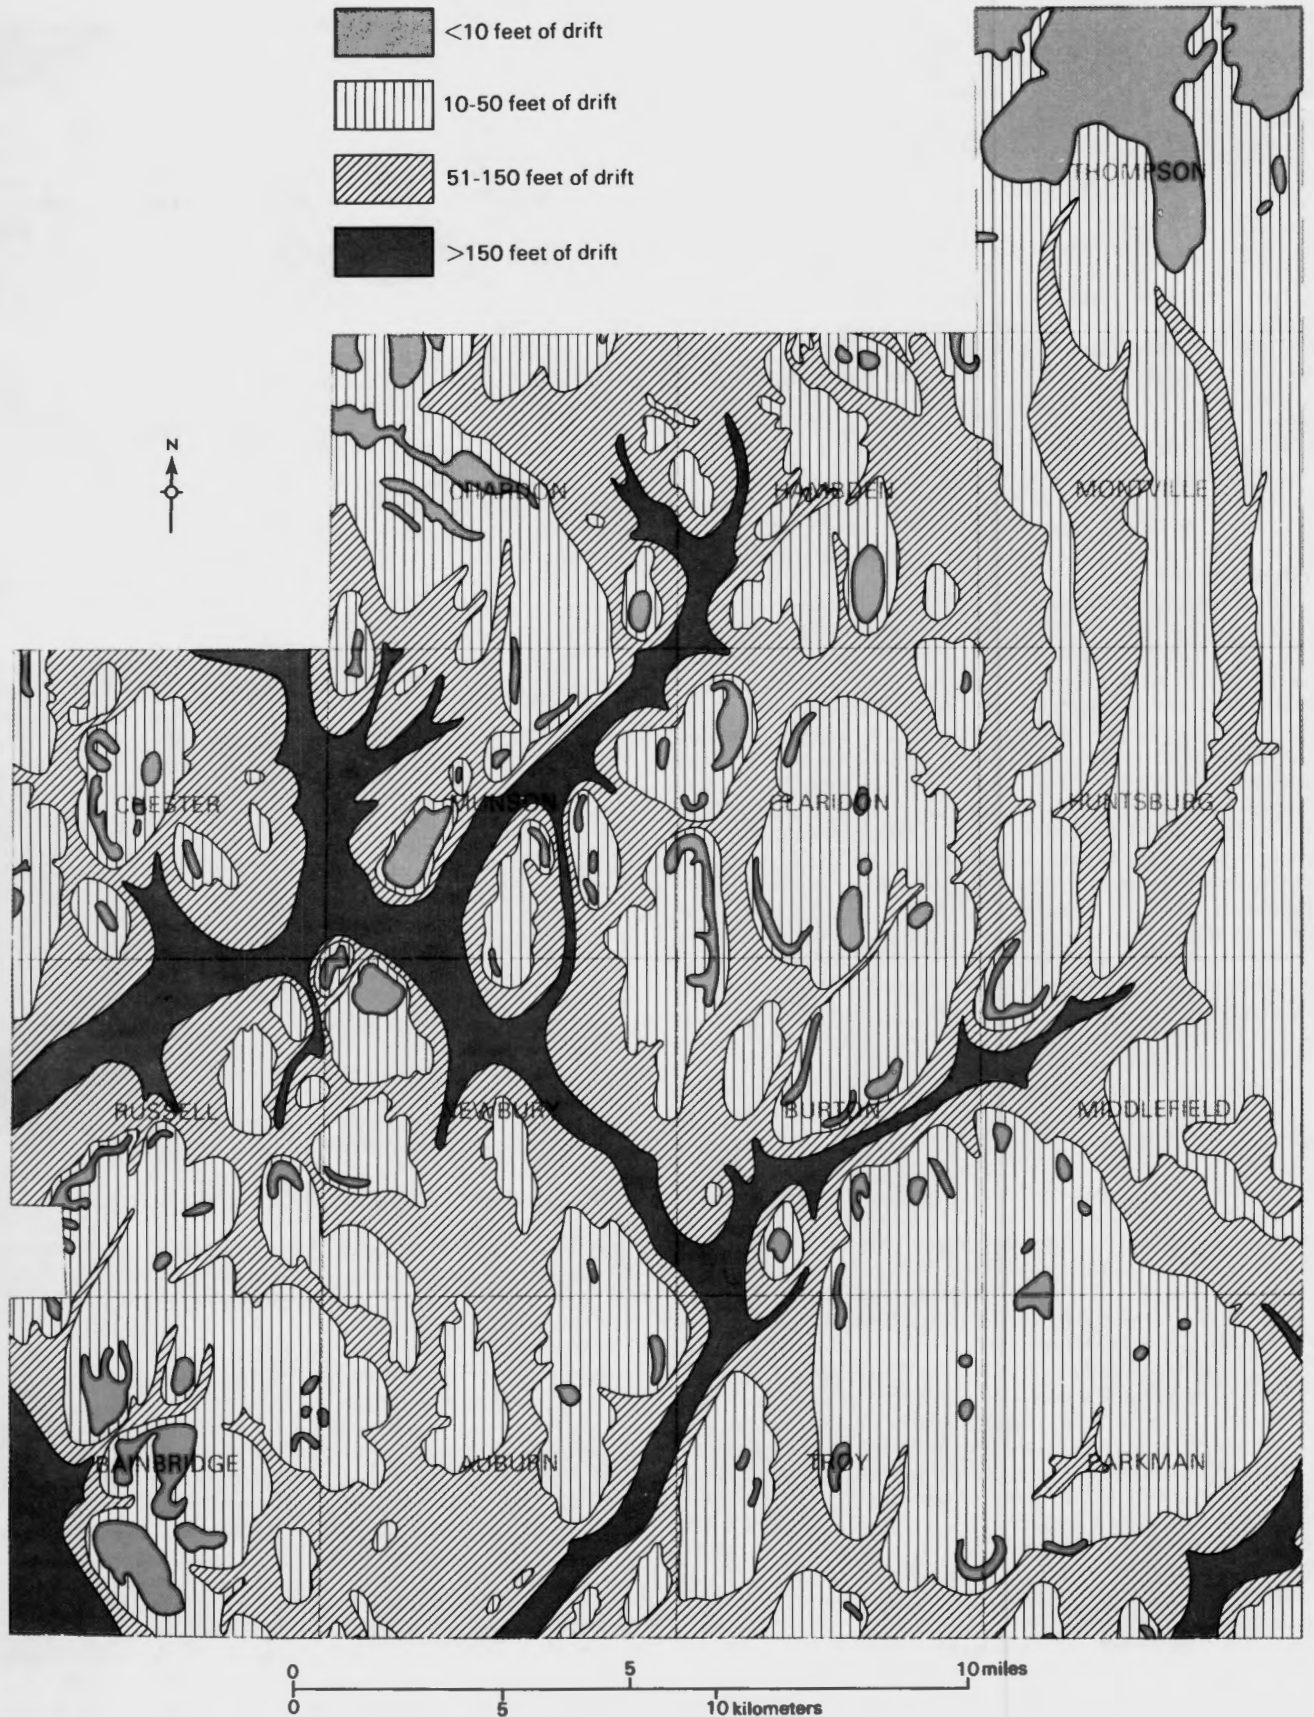 <10 feet of drift
10-50 feet of drift
51-150 feet of drift
>150 feet of drift
THOMPSON
N
CHARDON
HAMBDEN
MONTVILLE
CHESTER
MUNSON
CLARIDON
HUNTSBURG
RUSSELL
NEWBURY
BURTON
MIDDLEFIELD
BAINBRIDGE
AUBURN
TROY
PARKMAN
0 5 10 miles
0 5 10 kilometers